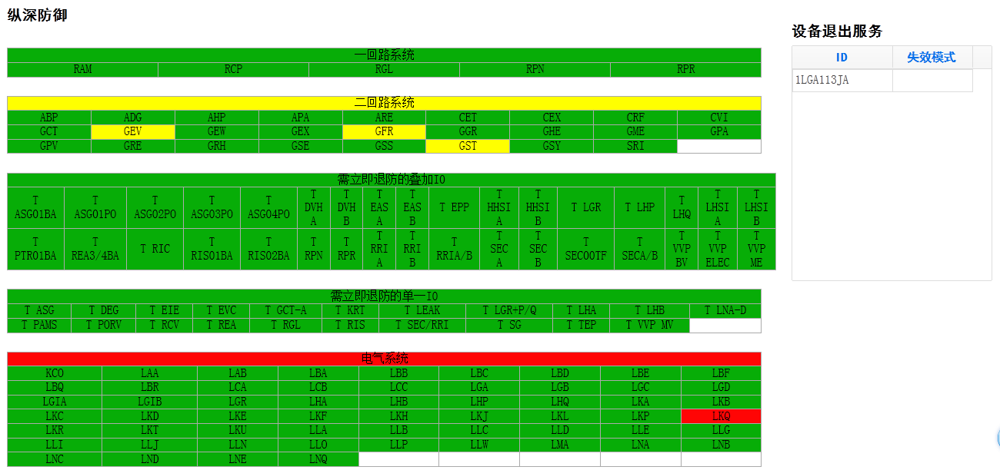 纵深防御
设备退出服务
ID 失效模式
1LGA113JA
一回路系统
RAM RCP RGL RPN RPR
二回路系统
ABP ADG AHP APA ARE CET CEX CRF CVI
GCT GEV GEW GEX GFR GGR GHE GME GPA
GPV GRE GRH GSE GSS GST GSY SRI
需立即退防的叠加I0
T ASG01BA T ASG01PO T ASG02PO T ASG03PO T ASG04PO T DVH A T DVH B T EAS A T EAS B T EPP T HHSI A T HHSI B T LGR T LHP T LHQ T LHSI A T LHSI B
T PTR01BA T REA3/4BA T RIC T RIS01BA T RIS02BA T RPN T RPR T RRI A T RRI B T RRIA/B T SEC A T SEC B T SEC00TF T SECA/B T VVP BV T VVP ELEC T VVP ME
需立即退防的单一I0
T ASG T DEG T EIE T EVC T GCT-A T KRT T LEAK T LGR+P/Q T LHA T LHB T LNA-D
T PAMS T PORV T RCV T REA T RGL T RIS T SEC/RRI T SG T TEP T VVP MV
电气系统
KCO LAA LAB LBA LBB LBC LBD LBE LBF
LBQ LBR LCA LCB LCC LGA LGB LGC LGD
LGIA LGIB LGR LHA LHB LHP LHQ LKA LKB
LKC LKD LKE LKF LKH LKJ LKL LKP LKQ
LKR LKT LKU LLA LLB LLC LLD LLE LLG
LLI LLJ LLN LLO LLP LLW LMA LNA LNB
LNC LND LNE LNQ